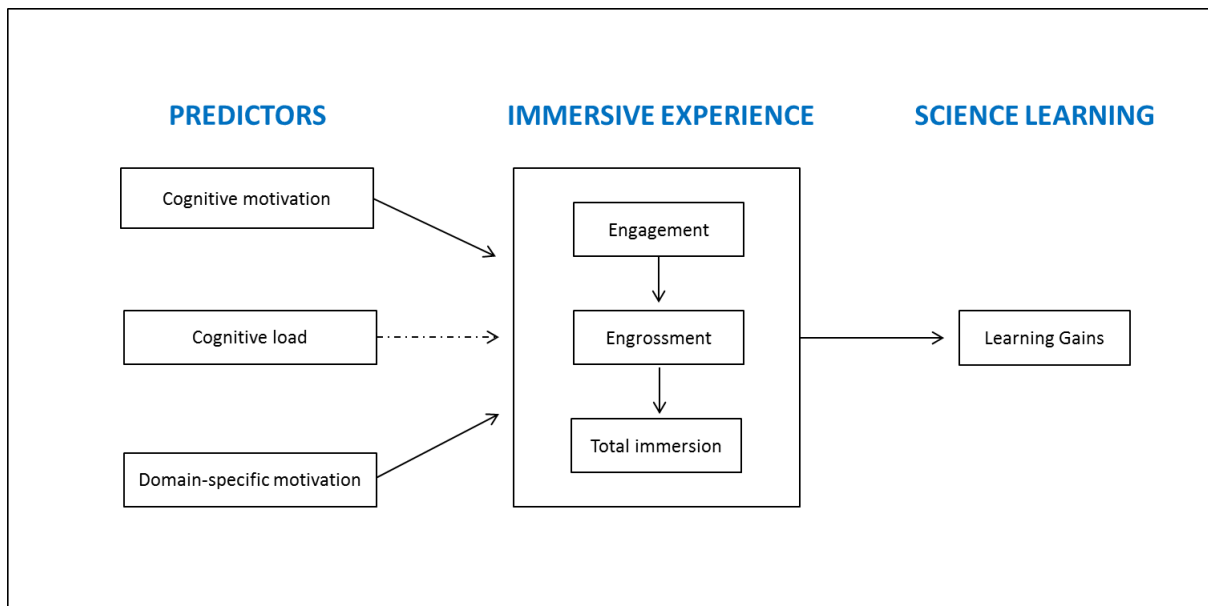 PREDICTORS
IMMERSIVE EXPERIENCE
SCIENCE LEARNING
Cognitive motivation
Cognitive load
Domain-specific motivation
Engagement
Engrossment
Total immersion
Learning Gains